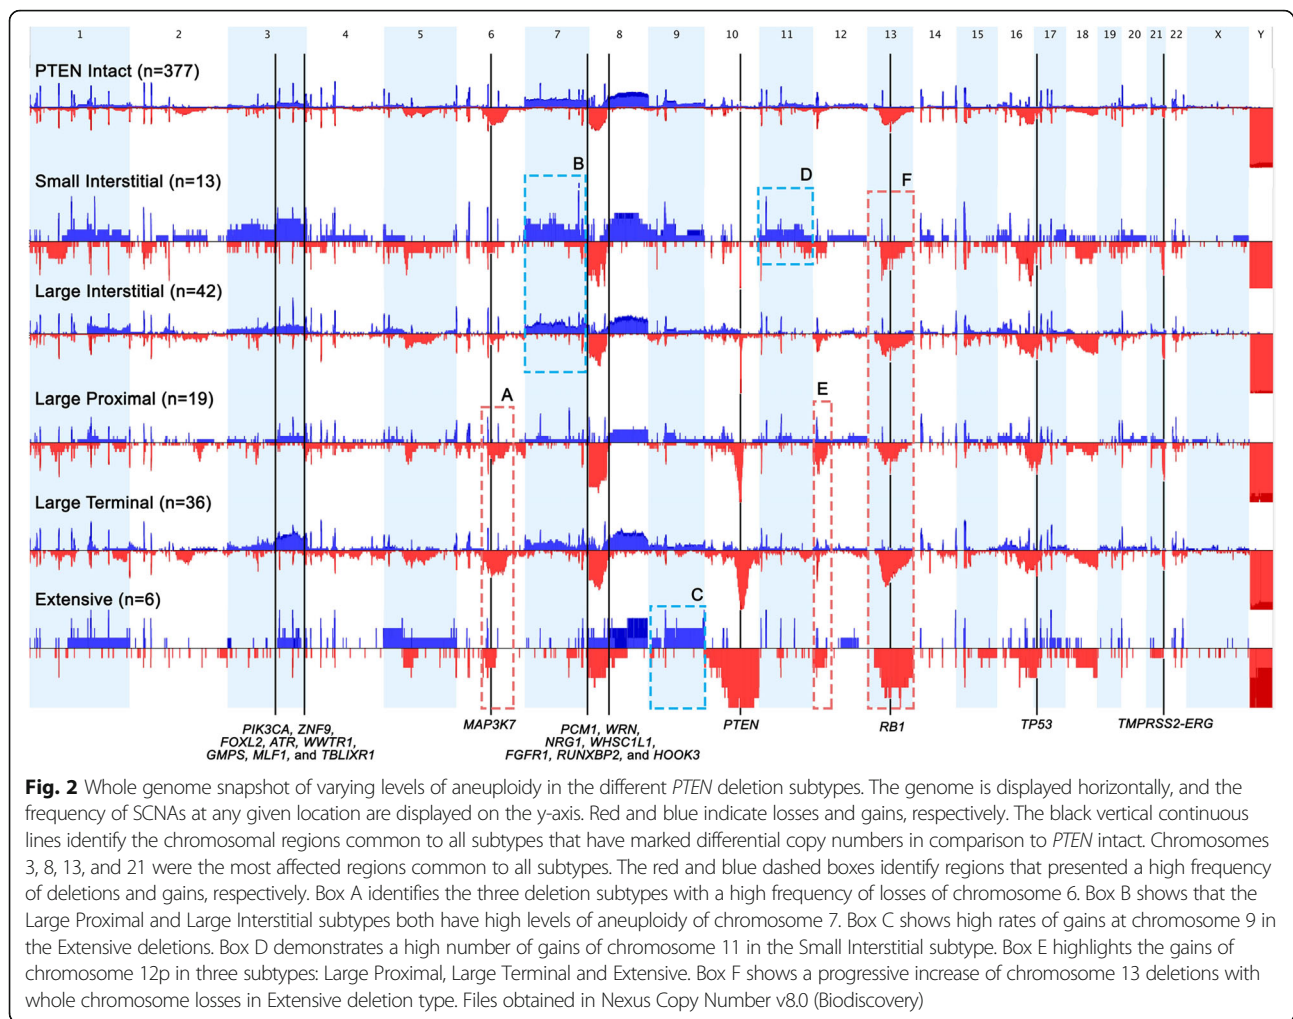 1 2 3 4 5 6 7 8 9 10 11 12 13 14 15 16 17 18 19 20 21 22 X Y
PTEN Intact (n=377)
B
D
F
Small Interstitial (n=13)
Large Interstitial (n=42)
A
E
Large Proximal (n=19)
Large Terminal (n=36)
C
Extensive (n=6)
PIK3CA, ZNF9,
FOXL2, ATR, WWTR1,
GMPS, MLF1, and TBLIXR1
MAP3K7
PCM1, WRN,
NRG1, WHSC1L1,
FGFR1, RUNXBP2, and HOOK3
PTEN
RB1
TP53
TMPRSS2-ERG
Fig. 2 Whole genome snapshot of varying levels of aneuploidy in the different PTEN deletion subtypes. The genome is displayed horizontally, and the
frequency of SCNAs at any given location are displayed on the y-axis. Red and blue indicate losses and gains, respectively. The black vertical continuous
lines identify the chromosomal regions common to all subtypes that have marked differential copy numbers in comparison to PTEN intact. Chromosomes
3, 8, 13, and 21 were the most affected regions common to all subtypes. The red and blue dashed boxes identify regions that presented a high frequency
of deletions and gains, respectively. Box A identifies the three deletion subtypes with a high frequency of losses of chromosome 6. Box B shows that the
Large Proximal and Large Interstitial subtypes both have high levels of aneuploidy of chromosome 7. Box C shows high rates of gains at chromosome 9 in
the Extensive deletions. Box D demonstrates a high number of gains of chromosome 11 in the Small Interstitial subtype. Box E highlights the gains of
chromosome 12p in three subtypes: Large Proximal, Large Terminal and Extensive. Box F shows a progressive increase of chromosome 13 deletions with
whole chromosome losses in Extensive deletion type. Files obtained in Nexus Copy Number v8.0 (Biodiscovery)